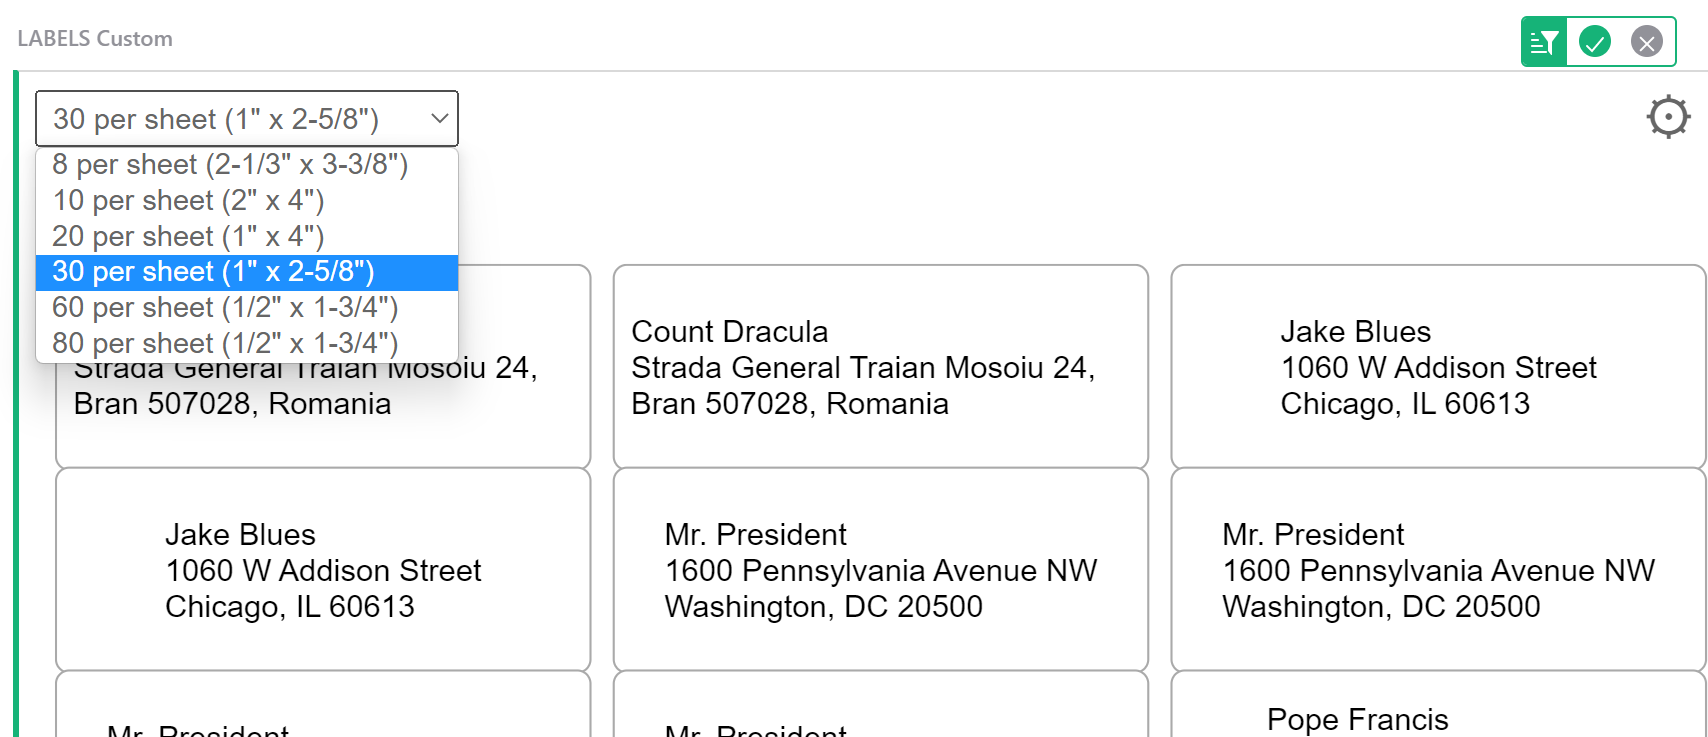 LABELS Custom
30 per sheet (1" x 2-5/8")
8 per sheet (2-1/3" x 3-3/8")
10 per sheet (2" x 4")
20 per sheet (1" x 4")
30 per sheet (1" x 2-5/8")
60 per sheet (1/2" x 1-3/4")
80 per sheet (1/2" x 1-3/4")
Strada General Traian Mosoiu 24,
Bran 507028, Romania
Count Dracula
Strada General Traian Mosoiu 24,
Bran 507028, Romania
Jake Blues
1060 W Addison Street
Chicago, IL 60613
Jake Blues
1060 W Addison Street
Chicago, IL 60613
Mr. President
1600 Pennsylvania Avenue NW
Washington, DC 20500
Mr. President
1600 Pennsylvania Avenue NW
Washington, DC 20500
Mr. President
Mr. President
Pope Francis